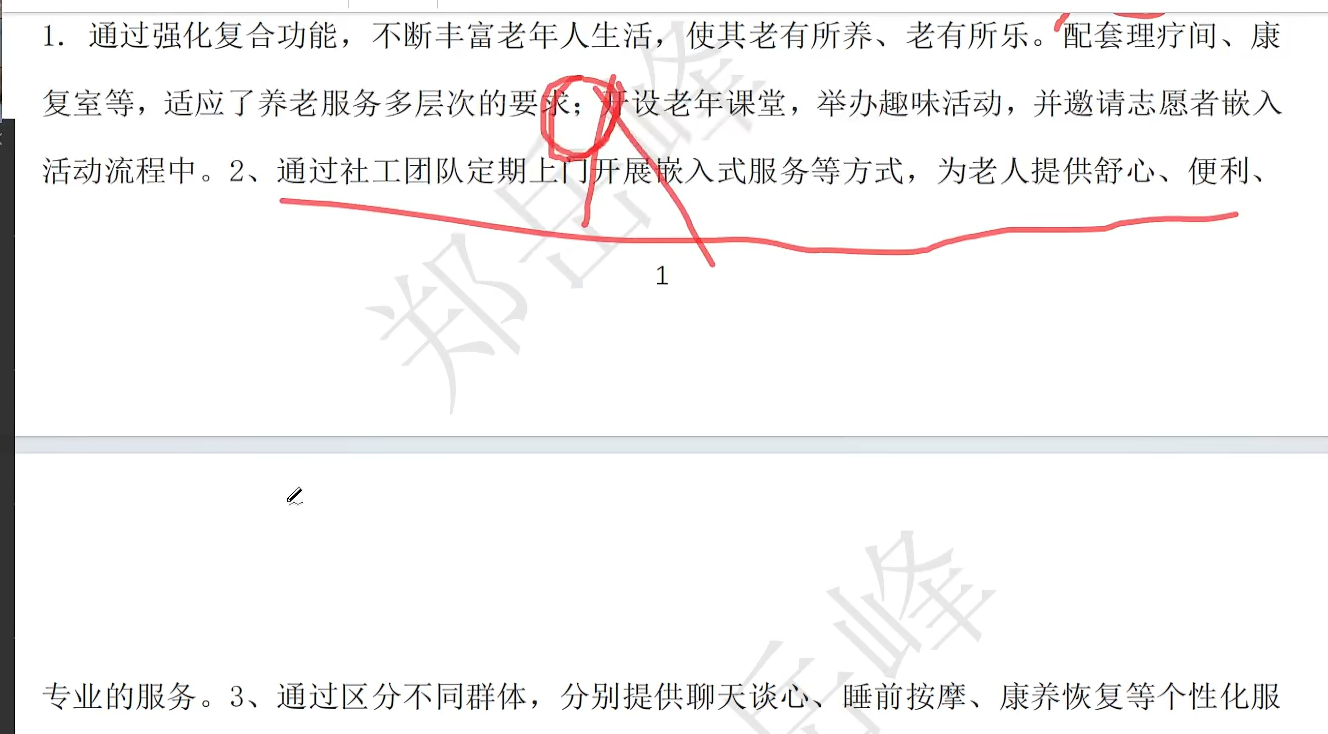 1. 通过强化复合功能，不断丰富老年人生活，使其老有所养、老有所乐。配套理疗间、康
复室等，适应了养老服务多层次的要求；开设老年课堂，举办趣味活动，并邀请志愿者嵌入
活动流程中。2、通过社工团队定期上门开展嵌入式服务等方式，为老人提供舒心、便利、
郑岳峰
1
岳峰
专业的服务。3、通过区分不同群体，分别提供聊天谈心、睡前按摩、康养恢复等个性化服